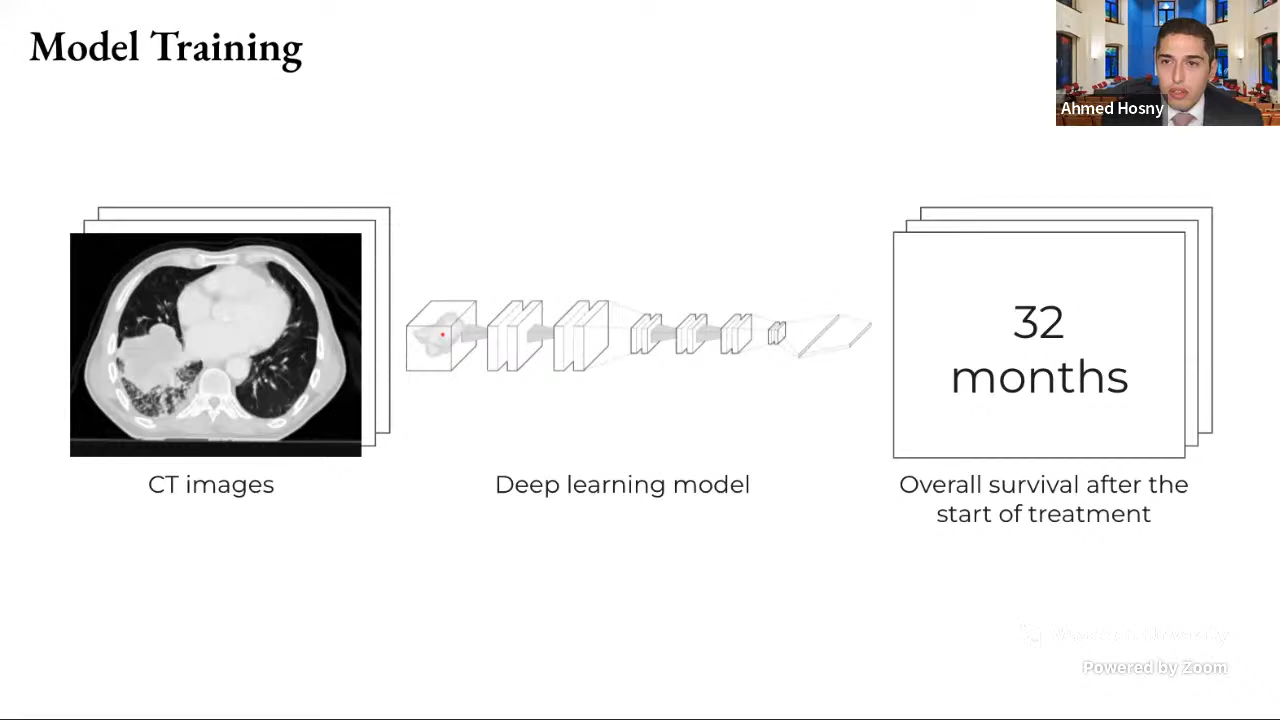 Model Training
Ahmed Hosny
32
months
CT images
Deep learning model
Overall survival after the
start of treatment
Powered by Zoom